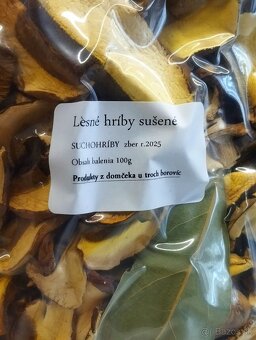 Lesné hríby sušené
SUCHOHRÍBY zber r.2025
Obsah balenia 100g
Produkty z domčeka u troch borovíc